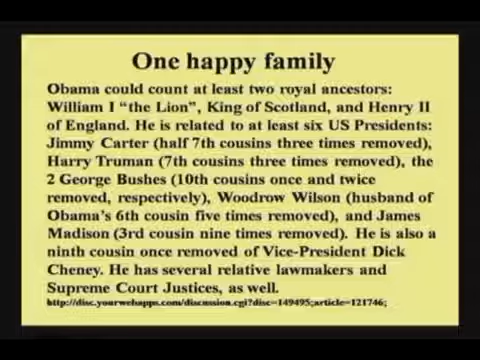 One happy family
Obama could count at least two royal ancestors:
William I "the Lion", King of Scotland, and Henry II
of England. He is related to at least six US Presidents:
Jimmy Carter (half 7th cousins three times removed),
Harry Truman (7th cousins three times removed), the
2 George Bushes (10th cousins once and twice
removed, respectively), Woodrow Wilson (husband of
Obama's 6th cousin five times removed), and James
Madison (3rd cousin nine times removed). He is also a
ninth cousin once removed of Vice-President Dick
Cheney. He has several relative lawmakers and
Supreme Court Justices, as well.
http://disc.yourwebapps.com/discussion.cgi?disc=149495;article=121746;